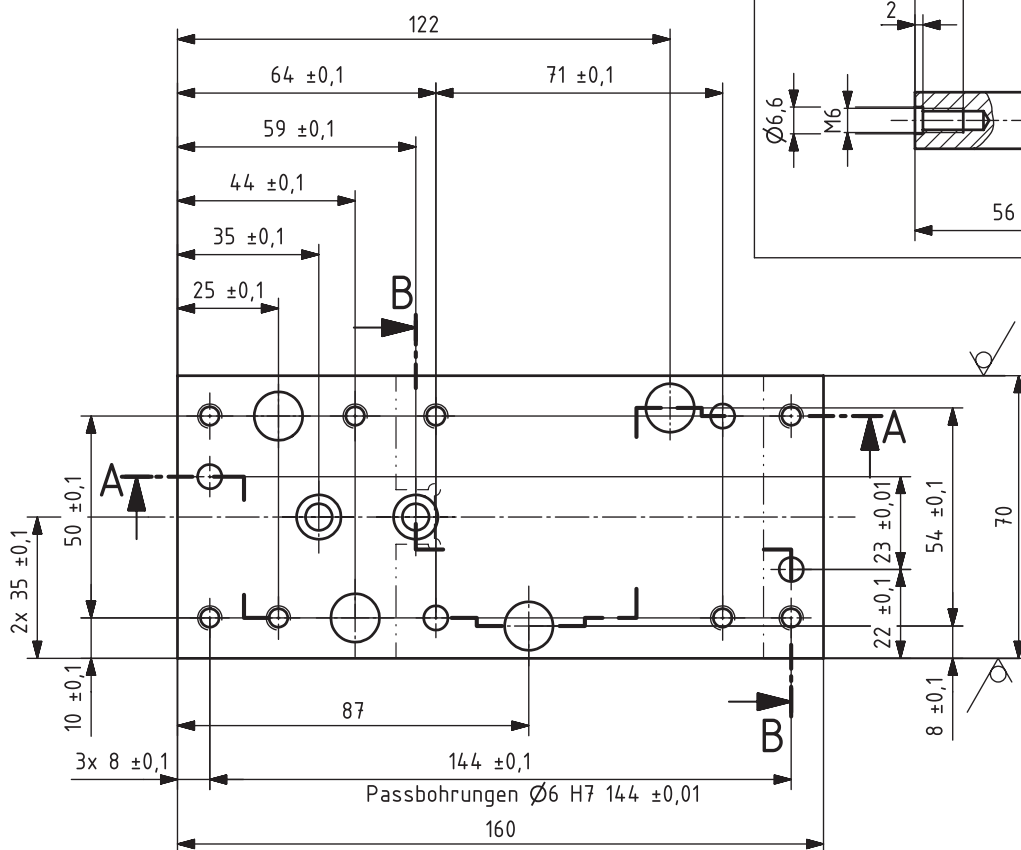 122
2
64 ±0,1
71 ±0,1
Ø6,6
M6
59 ±0,1
44 ±0,1
56
35 ±0,1
25 ±0,1
B
A
A
50 ±0,1
2x 35 ±0,1
23 ±0,01
54 ±0,1
70
22 ±0,1
10 ±0,1
8 ±0,1
87
B
3x 8 ±0,1
144 ±0,1
Passbohrungen Ø6 H7 144 ±0,01
160